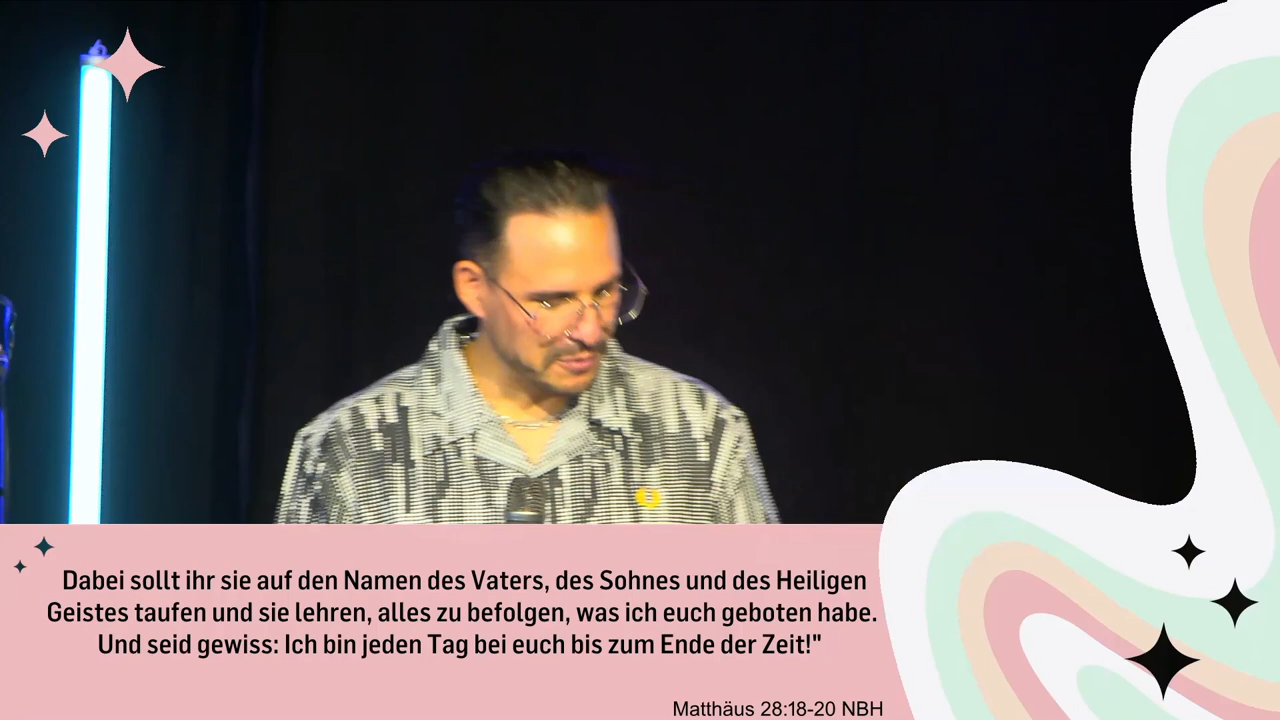 Dabei sollt ihr sie auf den Namen des Vaters, des Sohnes und des Heiligen
Geistes taufen und sie lehren, alles zu befolgen, was ich euch geboten habe.
Und seid gewiss: Ich bin jeden Tag bei euch bis zum Ende der Zeit!"
Matthäus 28:18-20 NBH